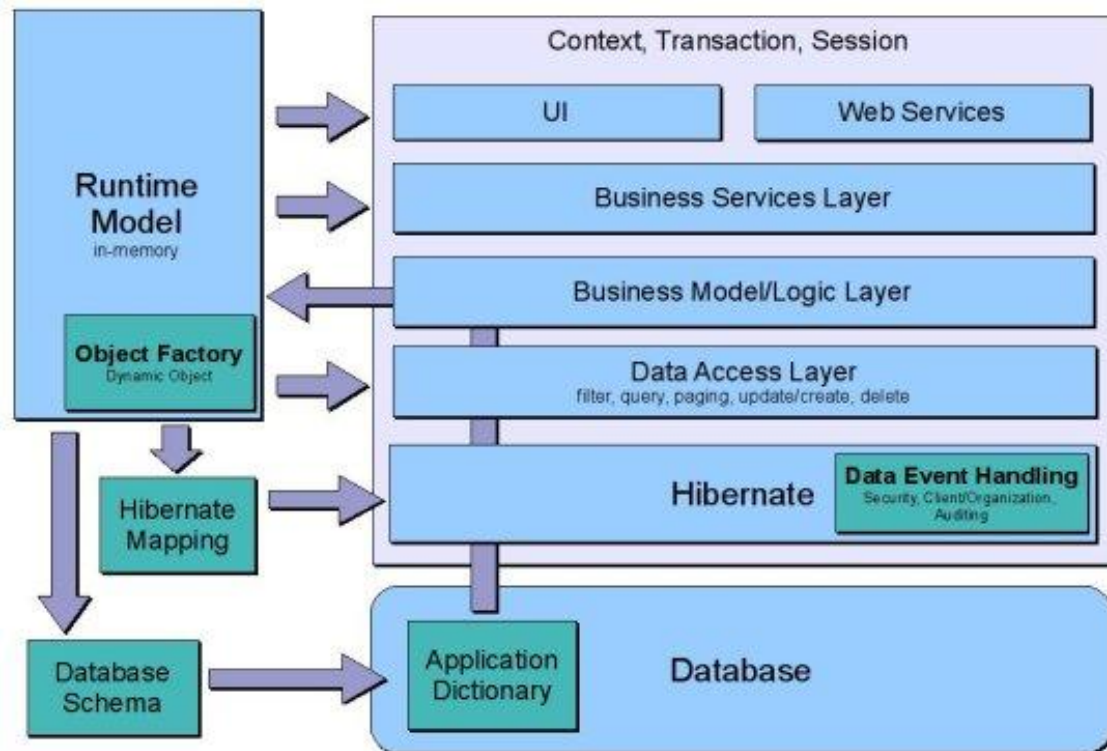 Context, Transaction, Session
UI
Web Services
Runtime
Model
in-memory
Business Services Layer
Business Model/Logic Layer
Object Factory
Dynamic Object
Data Access Layer
filter, query, paging, update/create, delete
Hibernate
Data Event Handling
Security, Client/Organization,
Auditing
Hibernate
Mapping
Database
Schema
Application
Dictionary
Database